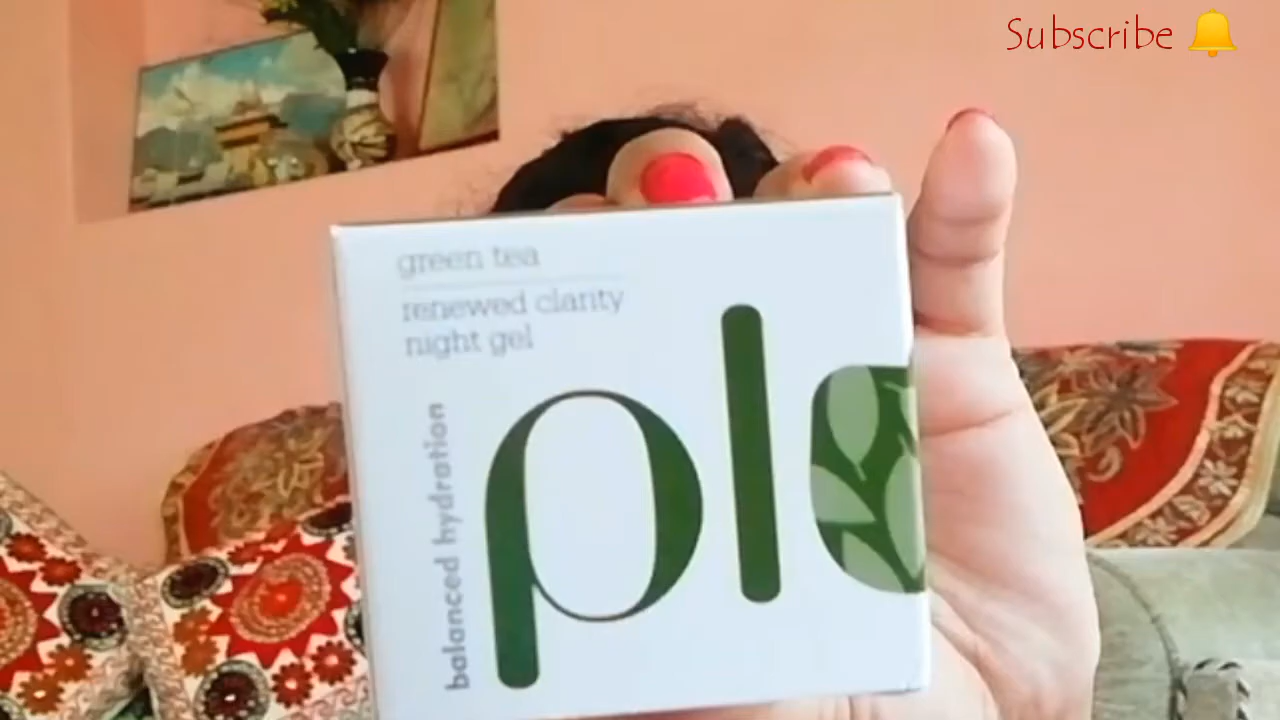 Subscribe
green tea
renewed clarity
night gel
balanced hydration
pl